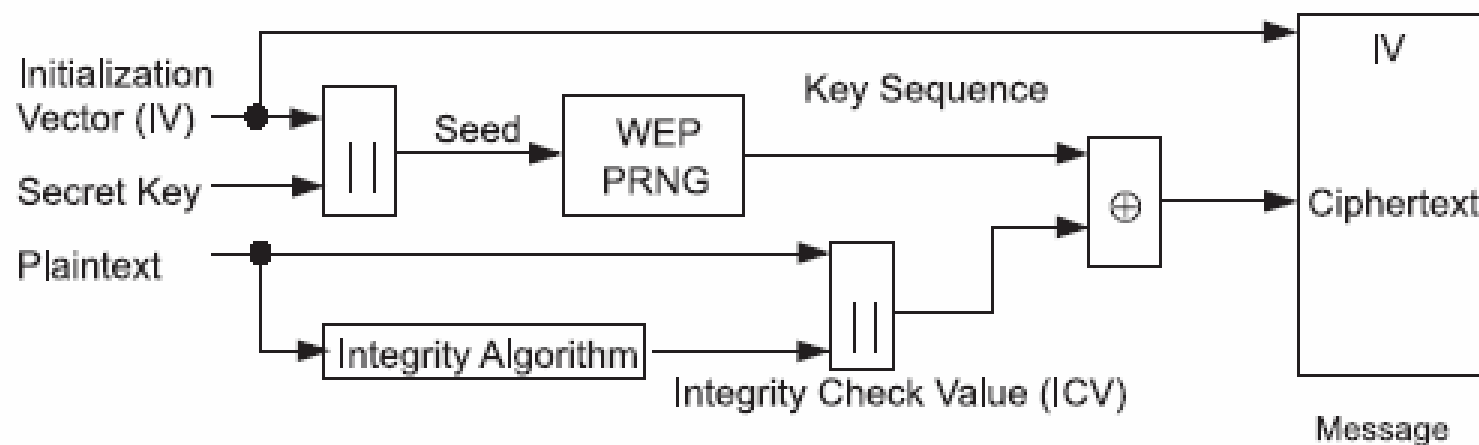 Initialization
Vector (IV)
Secret Key
Plaintext
||
Seed
WEP
PRNG
Key Sequence
Integrity Algorithm
||
Integrity Check Value (ICV)
⊕
IV
Ciphertext
Message